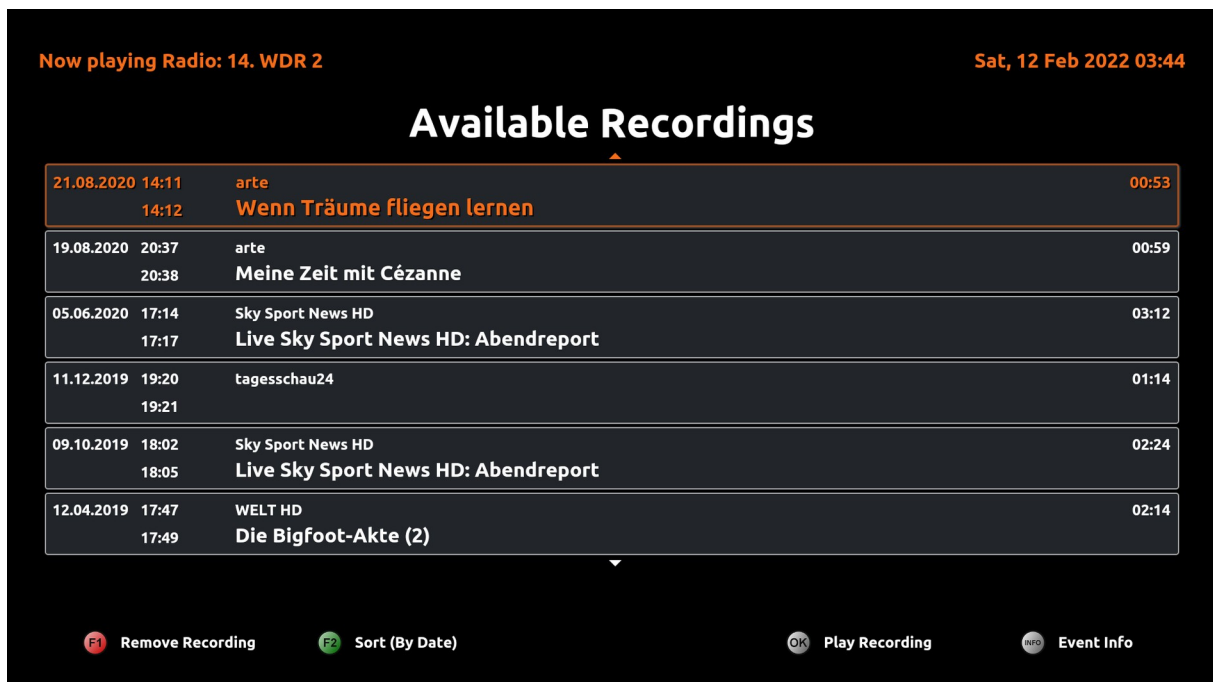 Now playing Radio: 14. WDR 2 Sat, 12 Feb 2022 03:44
Available Recordings
21.08.2020 14:11 arte 00:53
14:12 Wenn Träume fliegen lernen
19.08.2020 20:37 arte 00:59
20:38 Meine Zeit mit Cézanne
05.06.2020 17:14 Sky Sport News HD 03:12
17:17 Live Sky Sport News HD: Abendreport
11.12.2019 19:20 tagesschau24 01:14
19:21
09.10.2019 18:02 Sky Sport News HD 02:24
18:05 Live Sky Sport News HD: Abendreport
12.04.2019 17:47 WELT HD 02:14
17:49 Die Bigfoot-Akte (2)
F1 Remove Recording F2 Sort (By Date) OK Play Recording INFO Event Info